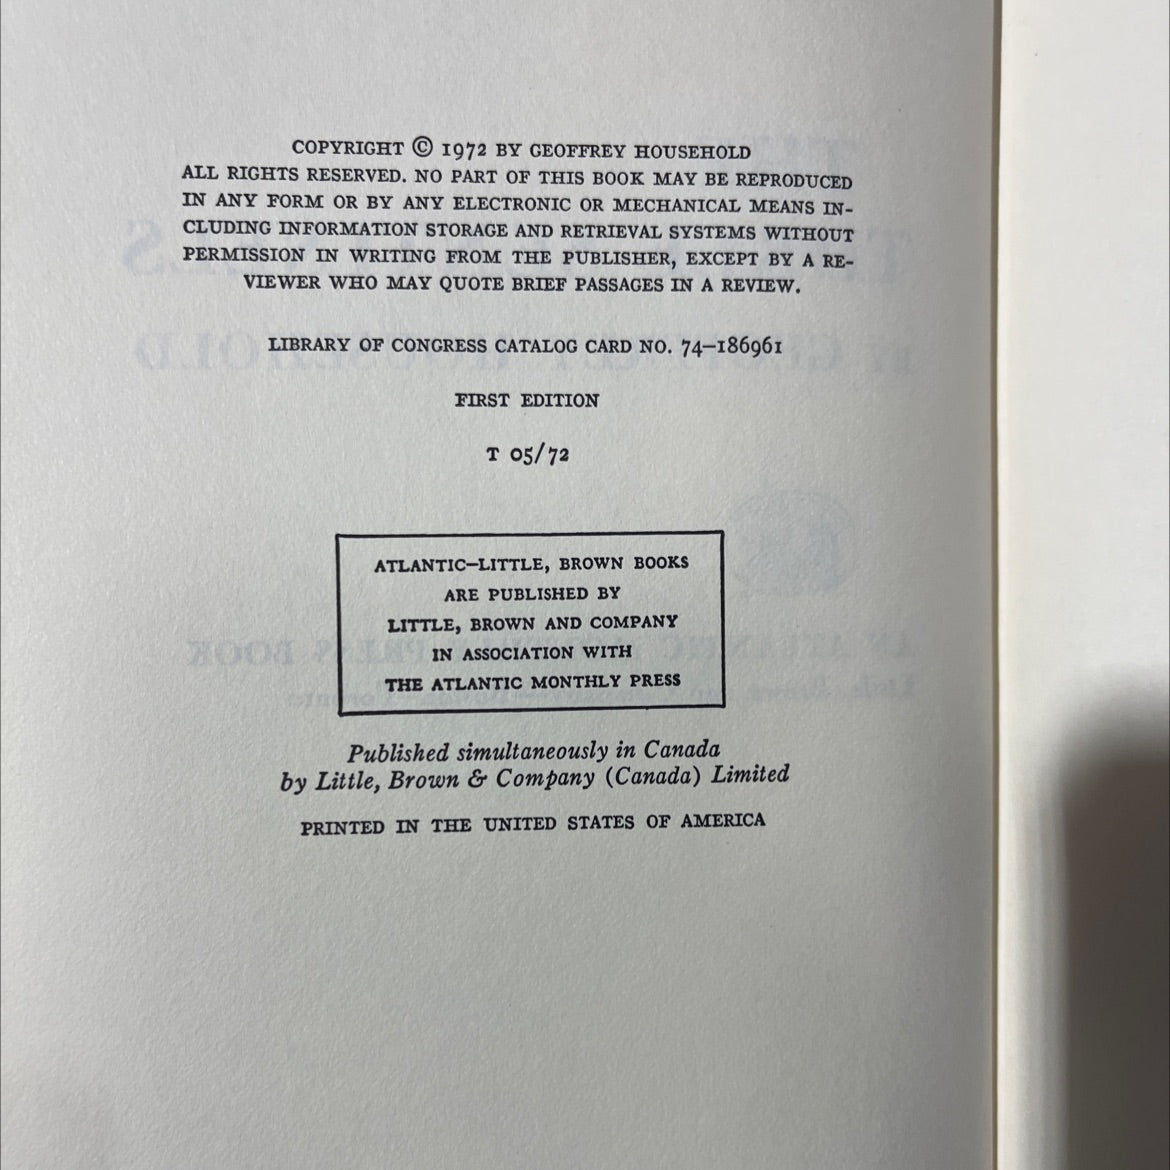 COPYRIGHT © 1972 BY GEOFFREY HOUSEHOLD
ALL RIGHTS RESERVED. NO PART OF THIS BOOK MAY BE REPRODUCED
IN ANY FORM OR BY ANY ELECTRONIC OR MECHANICAL MEANS IN-
CLUDING INFORMATION STORAGE AND RETRIEVAL SYSTEMS WITHOUT
PERMISSION IN WRITING FROM THE PUBLISHER, EXCEPT BY A RE-
VIEWER WHO MAY QUOTE BRIEF PASSAGES IN A REVIEW.
LIBRARY OF CONGRESS CATALOG CARD NO. 74–186961
FIRST EDITION
T 05/72
ATLANTIC–LITTLE, BROWN BOOKS
ARE PUBLISHED BY
LITTLE, BROWN AND COMPANY
IN ASSOCIATION WITH
THE ATLANTIC MONTHLY PRESS
Published simultaneously in Canada
by Little, Brown & Company (Canada) Limited
PRINTED IN THE UNITED STATES OF AMERICA